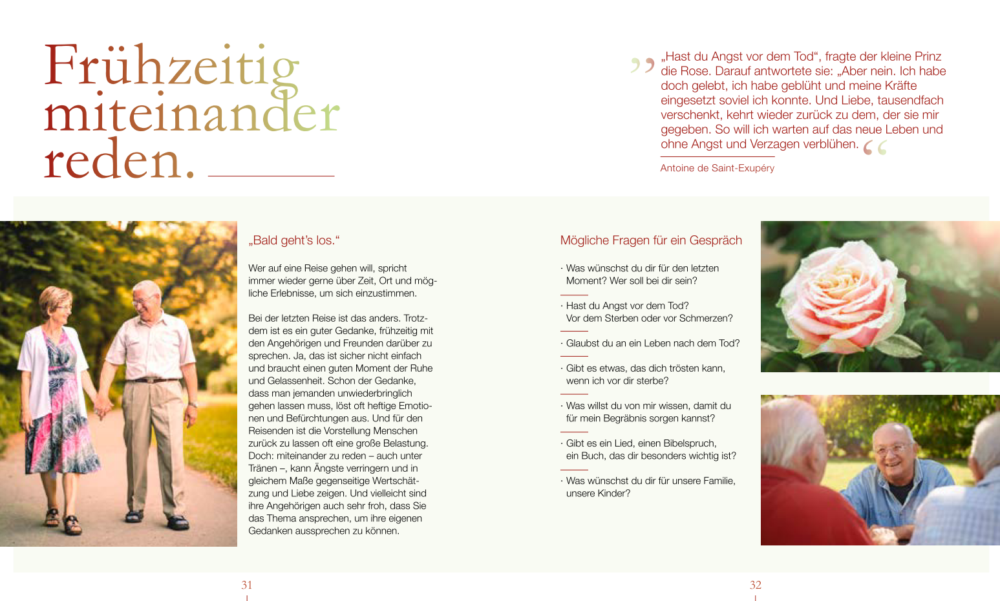 Frühzeitig
miteinander
reden.
„Hast du Angst vor dem Tod“, fragte der kleine Prinz
die Rose. Darauf antwortete sie: „Aber nein. Ich habe
doch gelebt, ich habe geblüht und meine Kräfte
eingesetzt soviel ich konnte. Und Liebe, tausendfach
verschenkt, kehrt wieder zurück zu dem, der sie mir
gegeben. So will ich warten auf das neue Leben und
ohne Angst und Verzagen verblühen.
Antoine de Saint-Exupéry
„Bald geht’s los.“
Wer auf eine Reise gehen will, spricht
immer wieder gerne über Zeit, Ort und mög-
liche Erlebnisse, um sich einzustimmen.
Bei der letzten Reise ist das anders. Trotz-
dem ist es ein guter Gedanke, frühzeitig mit
den Angehörigen und Freunden darüber zu
sprechen. Ja, das ist sicher nicht einfach
und braucht einen guten Moment der Ruhe
und Gelassenheit. Schon der Gedanke,
dass man jemanden unwiederbringlich
gehen lassen muss, löst oft heftige Emotio-
nen und Befürchtungen aus. Und für den
Reisenden ist die Vorstellung Menschen
zurück zu lassen oft eine große Belastung.
Doch: miteinander zu reden – auch unter
Tränen –, kann Ängste verringern und in
gleichem Maße gegenseitige Wertschät-
zung und Liebe zeigen. Und vielleicht sind
ihre Angehörigen auch sehr froh, dass Sie
das Thema ansprechen, um ihre eigenen
Gedanken aussprechen zu können.
Mögliche Fragen für ein Gespräch
· Was wünschst du dir für den letzten
Moment? Wer soll bei dir sein?
· Hast du Angst vor dem Tod?
Vor dem Sterben oder vor Schmerzen?
· Glaubst du an ein Leben nach dem Tod?
· Gibt es etwas, das dich trösten kann,
wenn ich vor dir sterbe?
· Was willst du von mir wissen, damit du
für mein Begräbnis sorgen kannst?
· Gibt es ein Lied, einen Bibelspruch,
ein Buch, das dir besonders wichtig ist?
· Was wünschst du dir für unsere Familie,
unsere Kinder?
31
32